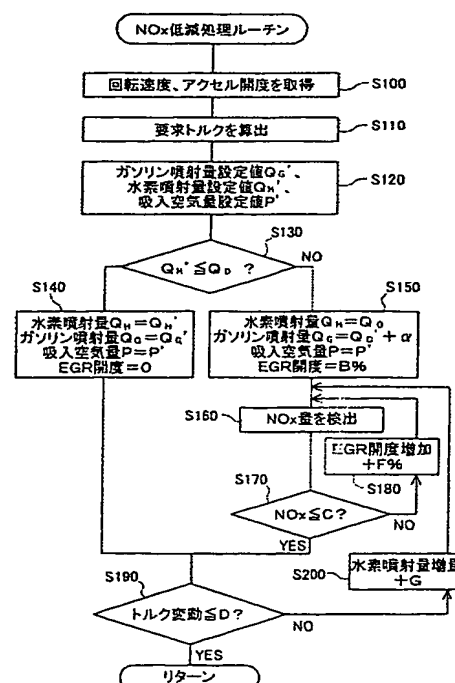 NOx低減処理ルーチン
回転速度、アクセル開度を取得
S100
要求トルクを算出
S110
ガソリン噴射量設定値QG'、
水素噴射量設定値QH'、
吸入空気量設定値P'
S120
S130
QH'≦QD ?
NO
S140
水素噴射量QH=QH'
ガソリン噴射量QG=QG'
吸入空気量P=P'
EGR開度=0
S150
水素噴射量QH=QD
ガソリン噴射量QG=QG'+α
吸入空気量P=P'
EGR開度=B%
S160
NOx量を検出
EGR開度増加
+F%
S180
S170
NOx≦C?
NO
YES
S190
トルク変動≦D?
NO
水素噴射量増量
+G
S200
YES
リターン